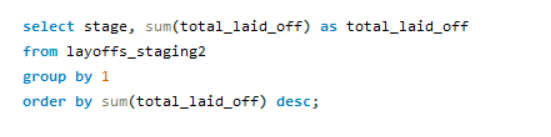 select stage, sum(total_laid_off) as total_laid_off
from layoffs_staging2
group by 1
order by sum(total_laid_off) desc;